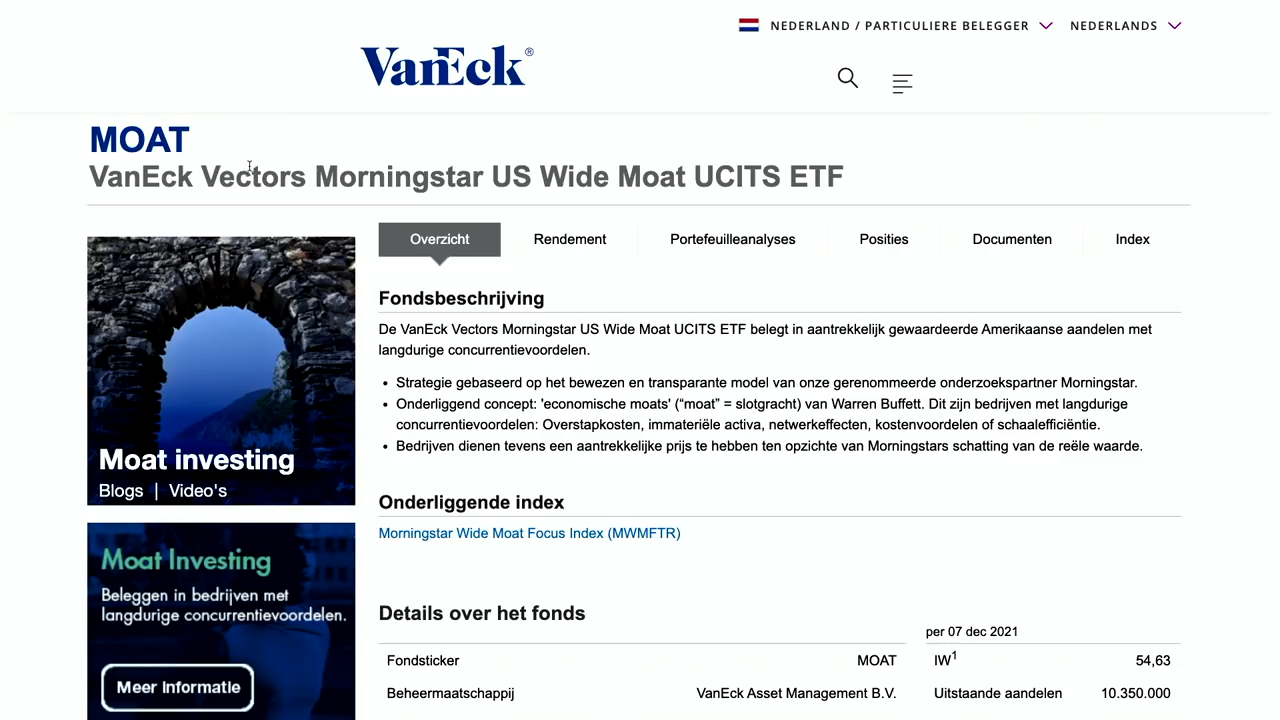 NEDERLAND / PARTICULIERE BELEGGER NEDERLANDS
VanEck®
MOAT
VanEck Vectors Morningstar US Wide Moat UCITS ETF
Overzicht Rendement Portefeuilleanalyses Posities Documenten Index
Moat investing
Blogs | Video's
Moat Investing
Beleggen in bedrijven met
langdurige concurrentievoordelen.
Meer informatie
Fondsbeschrijving
De VanEck Vectors Morningstar US Wide Moat UCITS ETF belegt in aantrekkelijk gewaardeerde Amerikaanse aandelen met
langdurige concurrentievoordelen.
• Strategie gebaseerd op het bewezen en transparante model van onze gerenommeerde onderzoekspartner Morningstar.
• Onderliggend concept: 'economische moats' (“moat” = slotgracht) van Warren Buffett. Dit zijn bedrijven met langdurige
concurrentievoordelen: Overstapkosten, immateriële activa, netwerkeffecten, kostenvoordelen of schaalefficiëntie.
• Bedrijven dienen tevens een aantrekkelijke prijs te hebben ten opzichte van Morningstars schatting van de reële waarde.
Onderliggende index
Morningstar Wide Moat Focus Index (MWMFTR)
Details over het fonds
per 07 dec 2021
Fondsticker MOAT IW1 54,63
Beheermaatschappij VanEck Asset Management B.V. Uitstaande aandelen 10.350.000